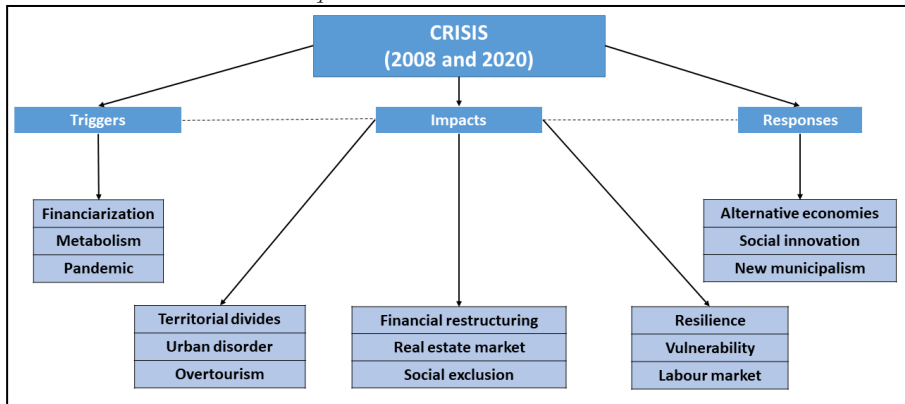 CRISIS
(2008 and 2020)
Triggers
Impacts
Responses
Financiarization
Metabolism
Pandemic
Alternative economies
Social innovation
New municipalism
Territorial divides
Urban disorder
Overtourism
Financial restructuring
Real estate market
Social exclusion
Resilience
Vulnerability
Labour market